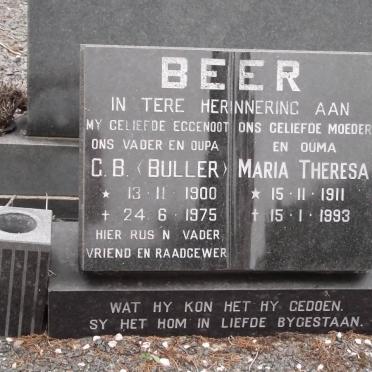 BEER
IN TERE HERINNERING AAN
MY GELIEFDE EGGENOOT
ONS VADER EN OUPA
G.B. (BULLER)
★ 13·11·1900
✝ 24·6·1975
HIER RUS 'N VADER
VRIEND EN RAADGEWER
ONS GELIEFDE MOEDER
EN OUMA
MARIA THERESA
★ 15·11·1911
✝ 15·1·1993
WAT HY KON HET HY GEDOEN.
SY HET HOM IN LIEFDE BYGESTAAN.